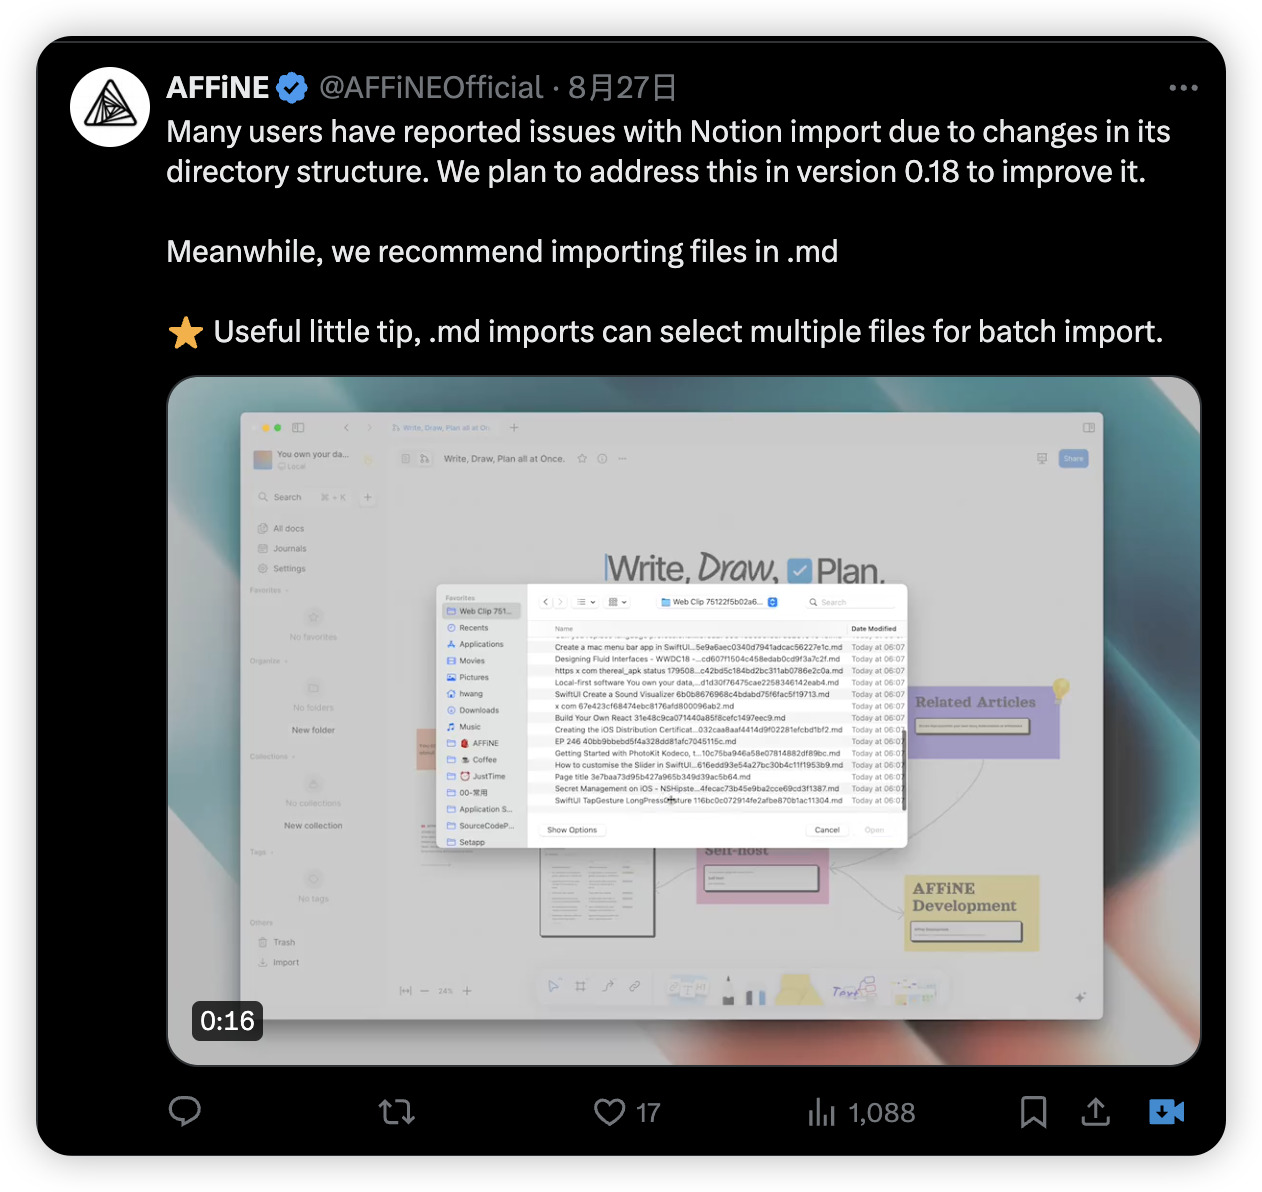 AFFiNE @AFFiNEOfficial · 8月27日
Many users have reported issues with Notion import due to changes in its
directory structure. We plan to address this in version 0.18 to improve it.
Meanwhile, we recommend importing files in .md
Useful little tip, .md imports can select multiple files for batch import.
Write, Draw, Plan all at On
You own your da...
Local
Write, Draw, Plan all at Once.
Share
Search ⌘ + K
All docs
Journals
Settings
Favorites
No favorites
Organize
No folders
New folder
Collections
No collections
New collection
Tags
No tags
Others
Trash
Import
Write, Draw, Plan.
Favorites
Web Clip 751...
Recents
Applications
Movies
Pictures
hwang
Downloads
Music
AFFiNE
Coffee
JustTime
00-常用
Application S...
SourceCodeP...
Setapp
Web Clip 75122f5b02a6...
Search
Name Date Modified
Create a mac menu bar app in SwiftUI...5e9a6aec0340d7941adcac56227e1c.md Today at 06:07
Designing Fluid Interfaces - WWDC18 -...cd607f1504c458edab0cd9f3a7c2f.md Today at 06:07
https x com thereal_apk status 179508...c42bd5c184bd2bc311ab0786e2c0a.md Today at 06:07
Local-first software You own your data,...d1d30f76475cae2258346142eab4.md Today at 06:07
SwiftUI Create a Sound Visualizer 6b0b8676968c4bdabd75f6fac5f19713.md Today at 06:07
x com 67e423cf68474ebc8176afd800096ab2.md Today at 06:07
Build Your Own React 31e48c9ca071440a85f8cefc1497eec9.md Today at 06:07
Creating the iOS Distribution Certificat...032caa8aaf4414d9f02281efcbd1bf2.md Today at 06:07
EP 246 40bb9bbebd5f4a328dd81afc7045115c.md Today at 06:07
Getting Started with PhotoKit Kodeco, t...10c75ba946a58e07814882df89bc.md Today at 06:07
How to customise the Slider in SwiftUI...616edd93e54a27bc30b4c11f1953b9.md Today at 06:07
Page title 3e7baa73d95b427a965b349d39ac5b64.md Today at 06:07
Secret Management on iOS - NSHipste...4fecac73b45e9ba2cce69cd3f1387.md Today at 06:07
SwiftUI TapGesture LongPressGesture 116bc0c072914fe2afbe870b1ac11304.md Today at 06:07
Show Options
Cancel
Open
Related Articles
Self-host
AFFiNE
Development
24%
Text
0:16
17
1,088